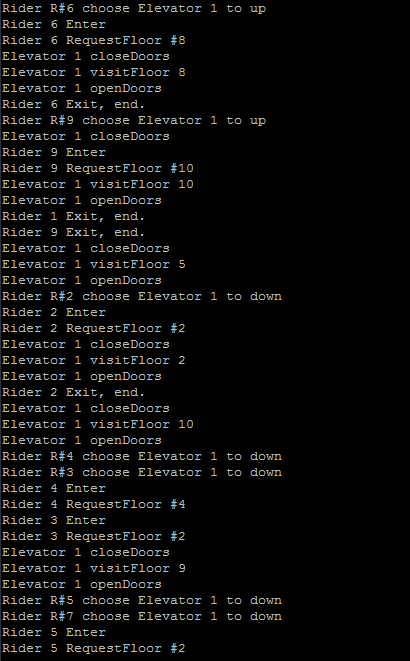 Rider R#6 choose Elevator 1 to up
Rider 6 Enter
Rider 6 RequestFloor #8
Elevator 1 closeDoors
Elevator 1 visitFloor 8
Elevator 1 openDoors
Rider 6 Exit, end.
Rider R#9 choose Elevator 1 to up
Elevator 1 closeDoors
Rider 9 Enter
Rider 9 RequestFloor #10
Elevator 1 visitFloor 10
Elevator 1 openDoors
Rider 1 Exit, end.
Rider 9 Exit, end.
Elevator 1 closeDoors
Elevator 1 visitFloor 5
Elevator 1 openDoors
Rider R#2 choose Elevator 1 to down
Rider 2 Enter
Rider 2 RequestFloor #2
Elevator 1 closeDoors
Elevator 1 visitFloor 2
Elevator 1 openDoors
Rider 2 Exit, end.
Elevator 1 closeDoors
Elevator 1 visitFloor 10
Elevator 1 openDoors
Rider R#4 choose Elevator 1 to down
Rider R#3 choose Elevator 1 to down
Rider 4 Enter
Rider 4 RequestFloor #4
Rider 3 Enter
Rider 3 RequestFloor #2
Elevator 1 closeDoors
Elevator 1 visitFloor 9
Elevator 1 openDoors
Rider R#5 choose Elevator 1 to down
Rider R#7 choose Elevator 1 to down
Rider 5 Enter
Rider 5 RequestFloor #2